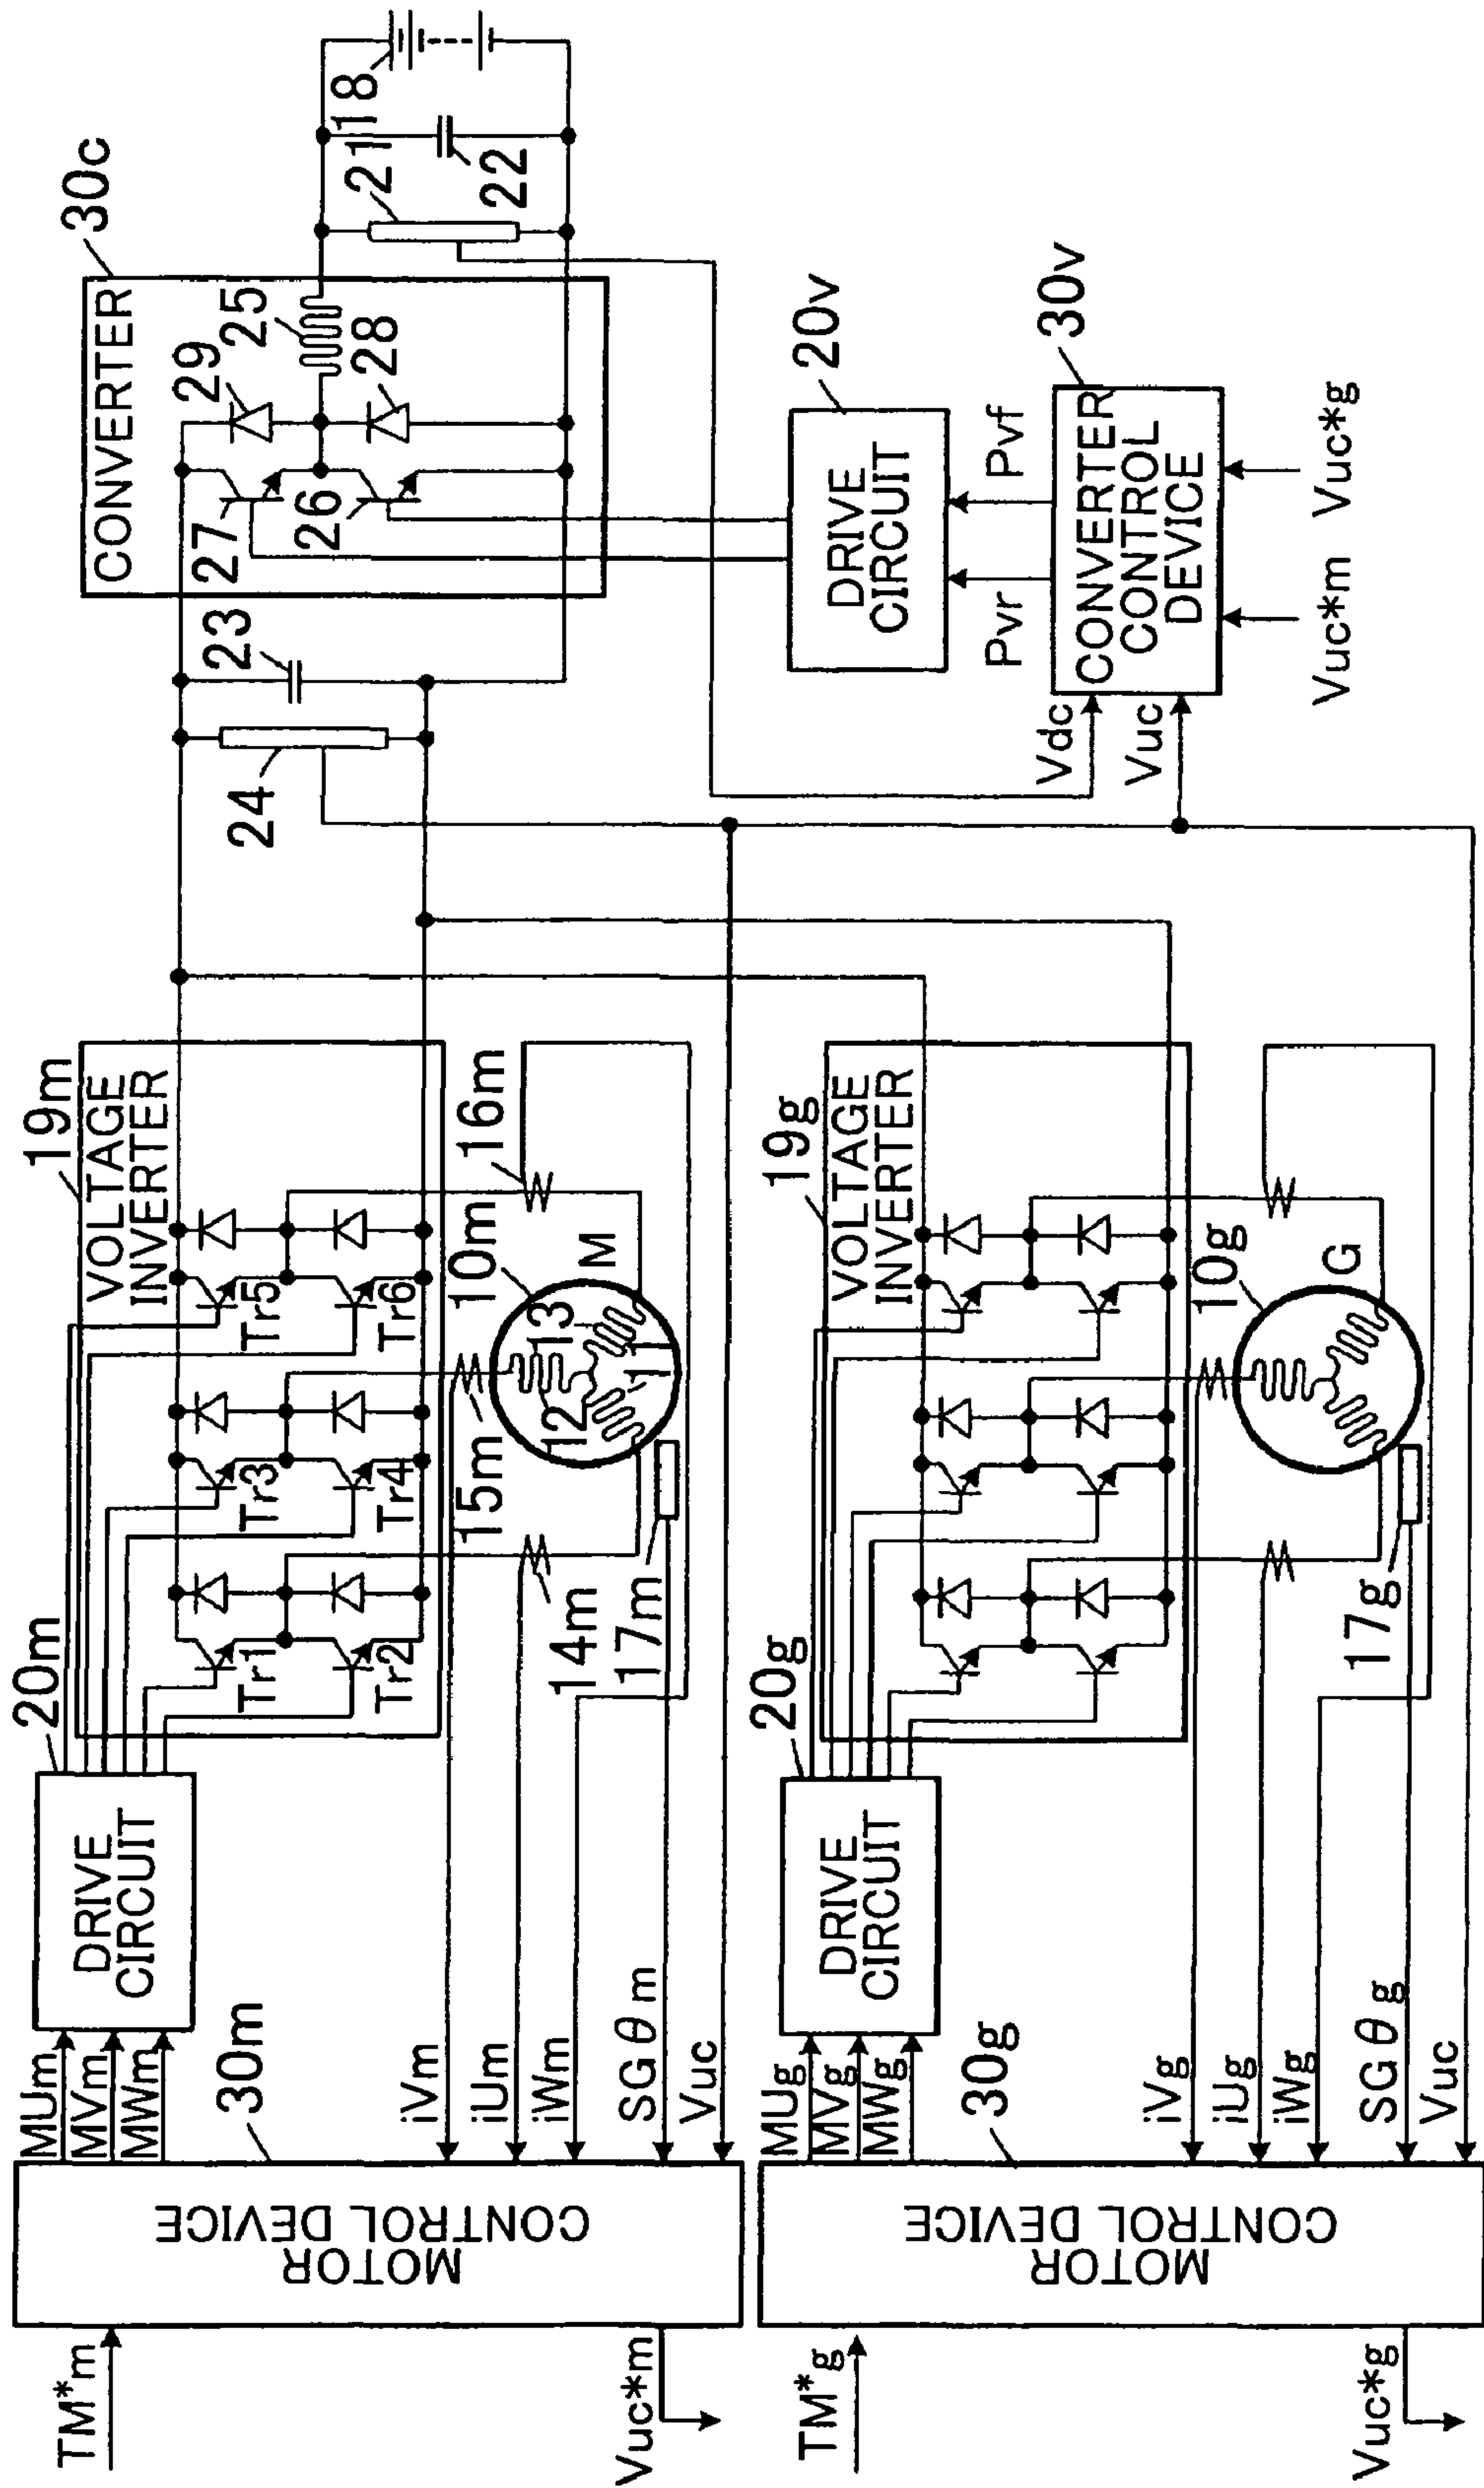 TM*m
Vuc*m
MOTOR
CONTROL DEVICE
30m
MUm
MVm
MWm
DRIVE
CIRCUIT
20m
iVm
iUm
iWm
SGθm
Vuc
19m
VOLTAGE
INVERTER
Tr1
Tr2
Tr3
Tr4
Tr5
Tr6
14m
15m
16m
17m
10m
M
11
12
13
24
23
CONVERTER
30c
27
26
29
28
25
21
22
18
TM*g
Vuc*g
MOTOR
CONTROL DEVICE
30g
MUg
MVg
MWg
DRIVE
CIRCUIT
20g
iVg
iUg
iWg
SGθg
Vuc
19g
VOLTAGE
INVERTER
17g
10g
G
DRIVE
CIRCUIT
20v
Pvr
Pvf
Vdc
Vuc
CONVERTER
CONTROL
DEVICE
30v
Vuc*m
Vuc*g